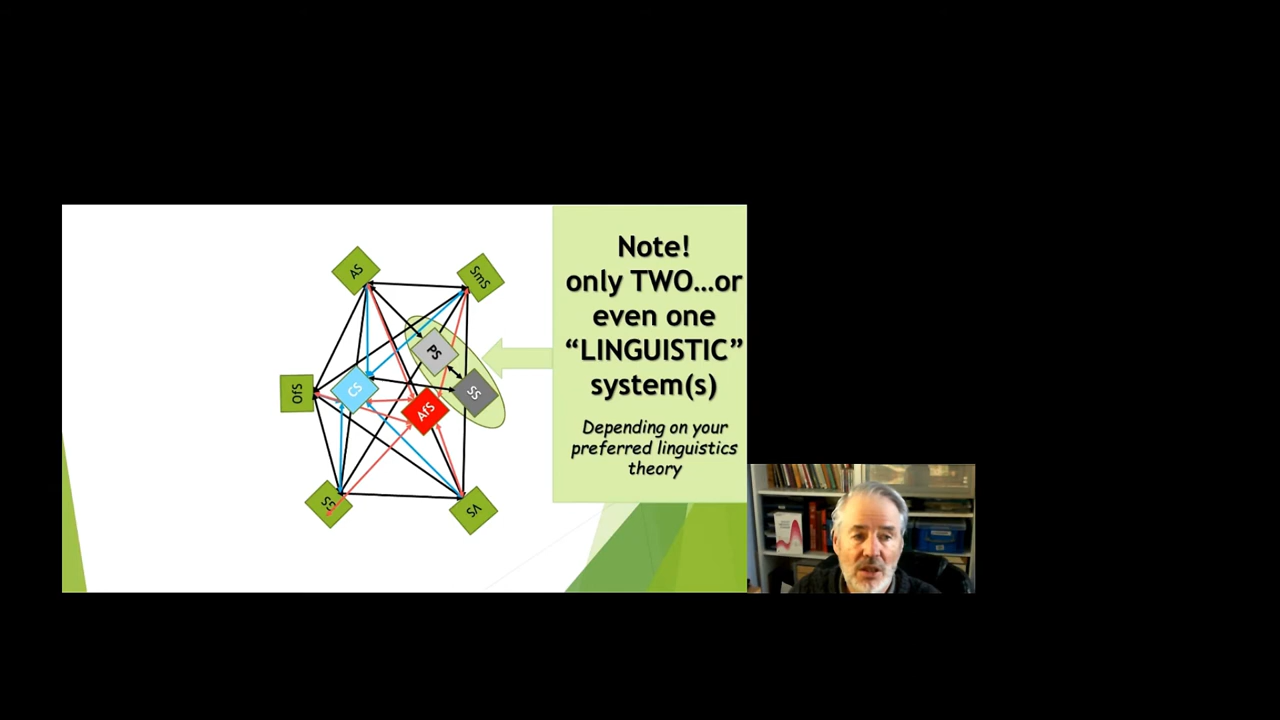 Note!
only TWO...or
even one
“LINGUISTIC”
system(s)
Depending on your
preferred linguistics
theory
AS
SmS
PS
OfS
CS
SS
AfS
VS